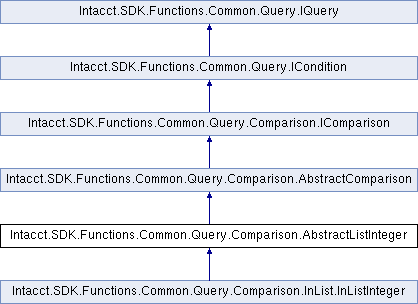 Intacct.SDK.Functions.Common.Query.IQuery
Intacct.SDK.Functions.Common.Query.ICondition
Intacct.SDK.Functions.Common.Query.Comparison.IComparison
Intacct.SDK.Functions.Common.Query.Comparison.AbstractComparison
Intacct.SDK.Functions.Common.Query.Comparison.AbstractListInteger
Intacct.SDK.Functions.Common.Query.Comparison.InList.InListInteger